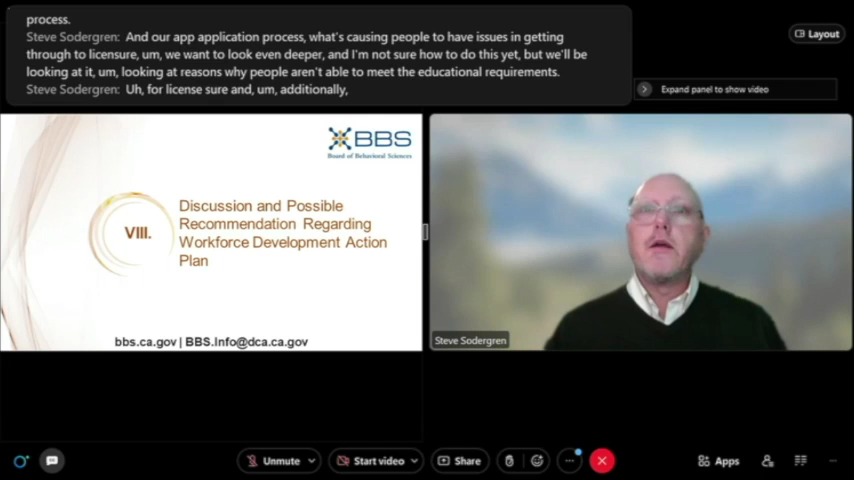 process.
Steve Sodergren: And our app application process, what's causing people to have issues in getting
through to licensure, um, we want to look even deeper, and I'm not sure how to do this yet, but we'll be
looking at it, um, looking at reasons why people aren't able to meet the educational requirements.
Steve Sodergren: Uh, for license sure and, um, additionally,
Layout
Expand panel to show video
BBS
Board of Behavioral Sciences
VIII.
Discussion and Possible
Recommendation Regarding
Workforce Development Action
Plan
bbs.ca.gov | BBS.Info@dca.ca.gov
Steve Sodergren
Unmute
Start video
Share
Apps